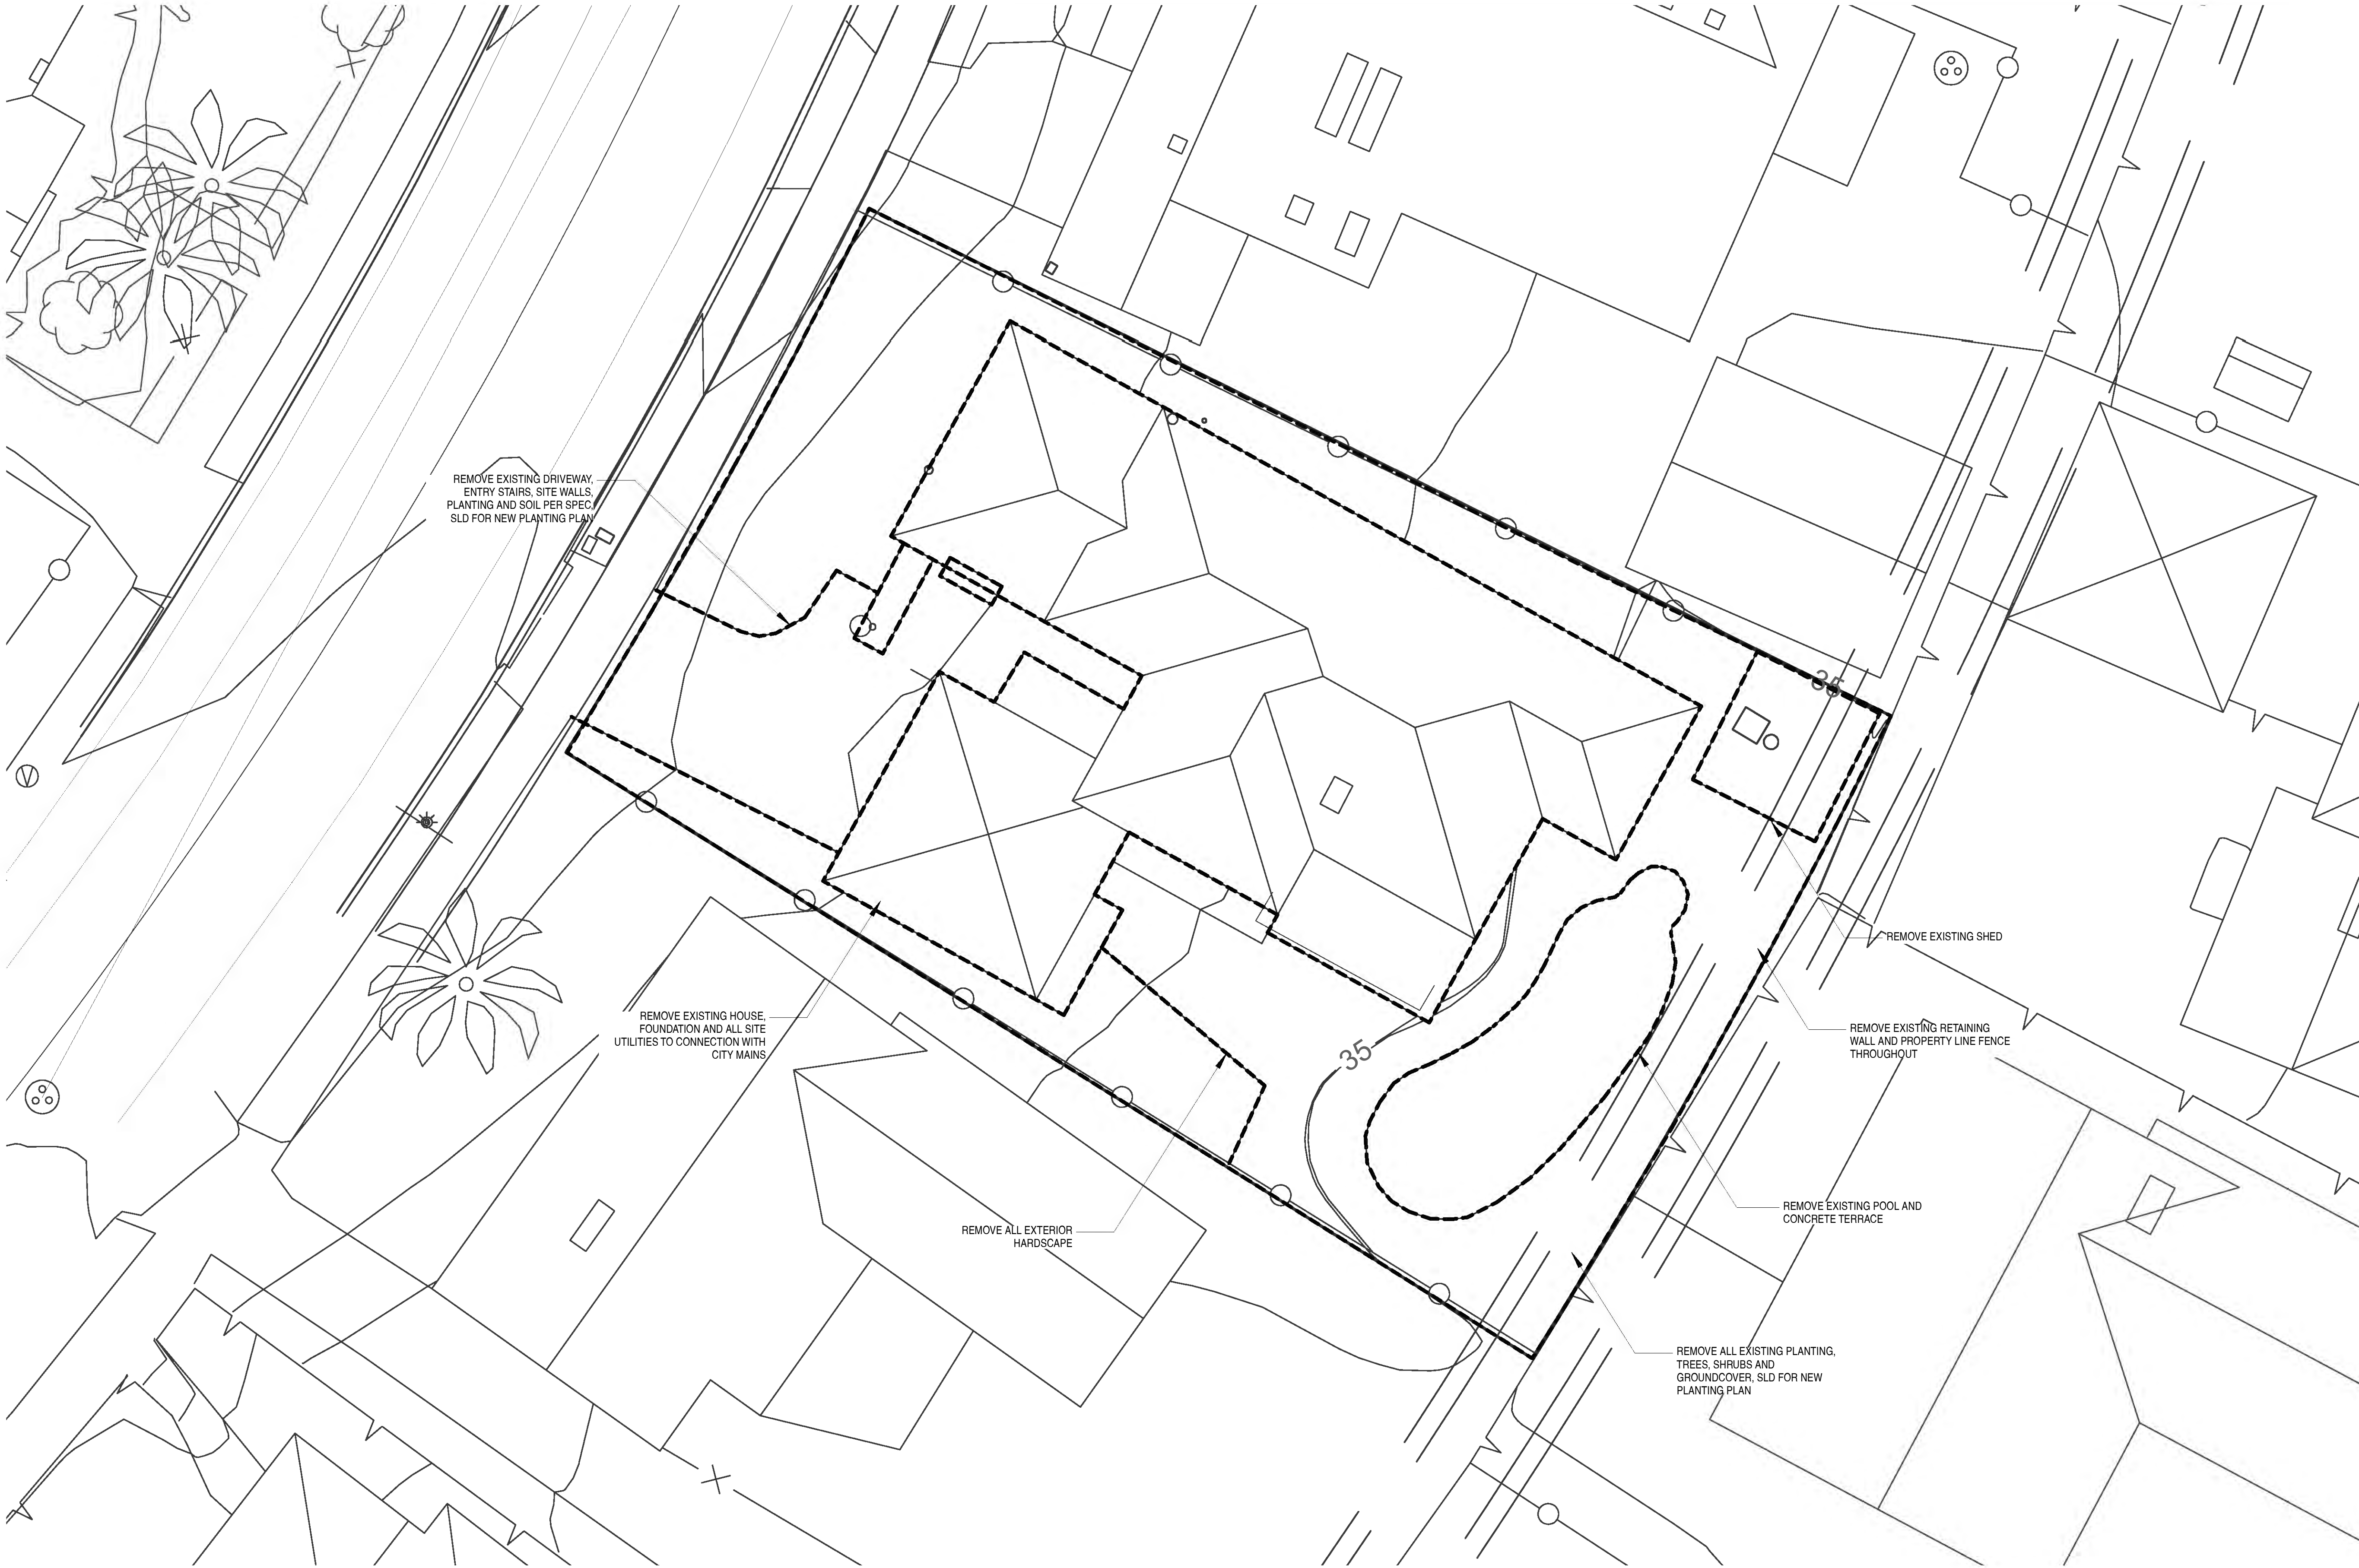 REMOVE EXISTING DRIVEWAY,
ENTRY STAIRS, SITE WALLS,
PLANTING AND SOIL PER SPEC,
SLD FOR NEW PLANTING PLAN
35
REMOVE EXISTING SHED
REMOVE EXISTING HOUSE,
FOUNDATION AND ALL SITE
UTILITIES TO CONNECTION WITH
CITY MAINS
35
REMOVE EXISTING RETAINING
WALL AND PROPERTY LINE FENCE
THROUGHOUT
REMOVE ALL EXTERIOR
HARDSCAPE
REMOVE EXISTING POOL AND
CONCRETE TERRACE
REMOVE ALL EXISTING PLANTING,
TREES, SHRUBS AND
GROUNDCOVER, SLD FOR NEW
PLANTING PLAN